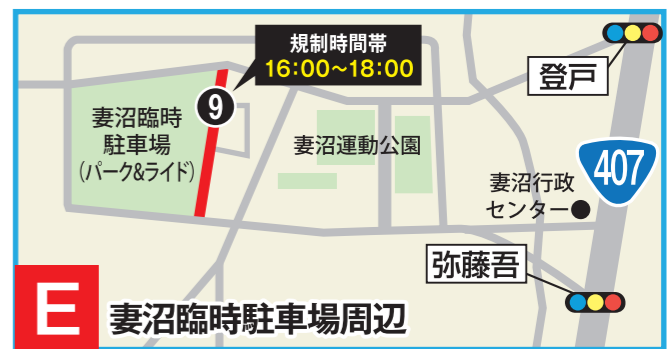 規制時間帯
16:00~18:00
登戸
9
妻沼臨時
駐車場
(パーク&ライド)
妻沼運動公園
407
妻沼行政
センター
弥藤吾
E 妻沼臨時駐車場周辺